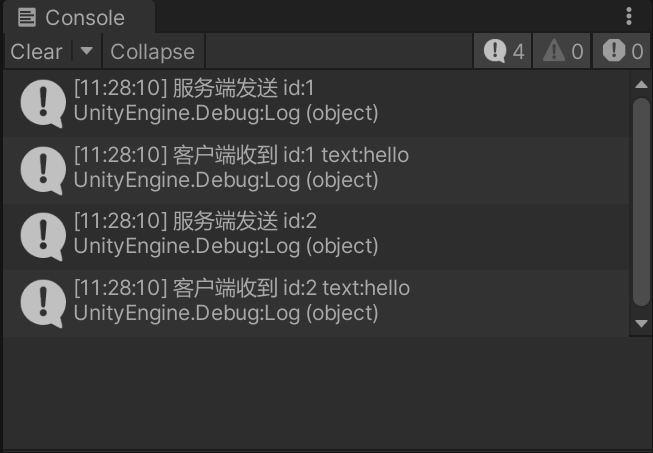 Console
Clear Collapse 4 0 0
[11:28:10] 服务端发送 id:1
UnityEngine.Debug:Log (object)
[11:28:10] 客户端收到 id:1 text:hello
UnityEngine.Debug:Log (object)
[11:28:10] 服务端发送 id:2
UnityEngine.Debug:Log (object)
[11:28:10] 客户端收到 id:2 text:hello
UnityEngine.Debug:Log (object)